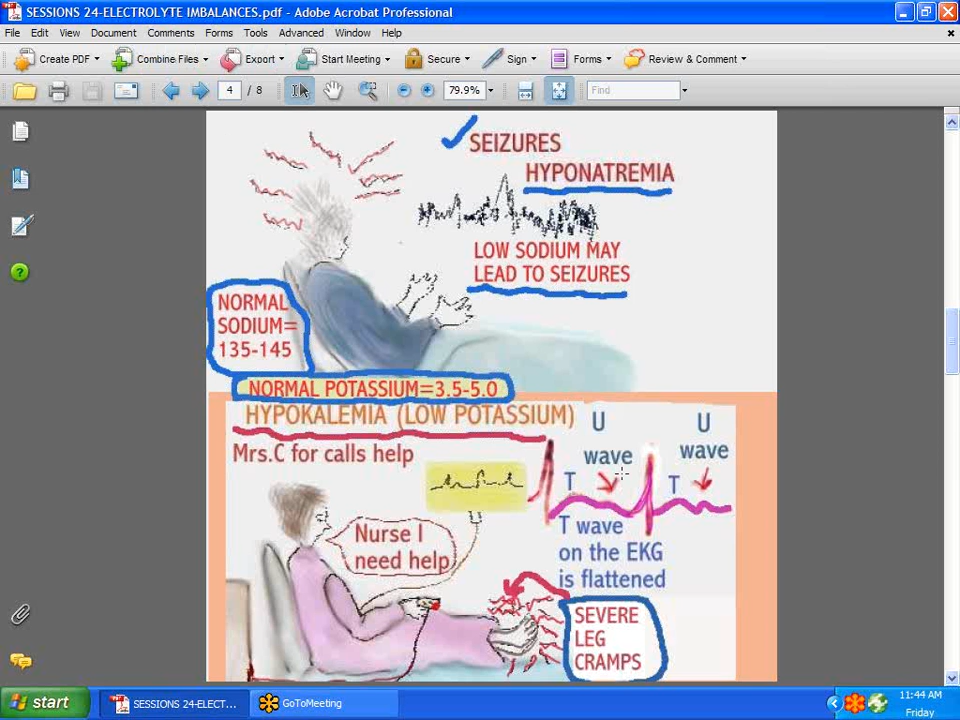 SESSIONS 24-ELECTROLYTE IMBALANCES.pdf - Adobe Acrobat Professional
File Edit View Document Comments Forms Tools Advanced Window Help
Create PDF Combine Files Export Start Meeting Secure Sign Forms Review & Comment
4 / 8 79.9% Find
SEIZURES
HYPONATREMIA
LOW SODIUM MAY
LEAD TO SEIZURES
NORMAL
SODIUM=
135-145
NORMAL POTASSIUM=3.5-5.0
HYPOKALEMIA (LOW POTASSIUM)
Mrs.C for calls help
U
wave
U
wave
T
T
Nurse I
need help
T wave
on the EKG
is flattened
SEVERE
LEG
CRAMPS
start SESSIONS 24-ELECT... GoToMeeting 11:44 AM
Friday